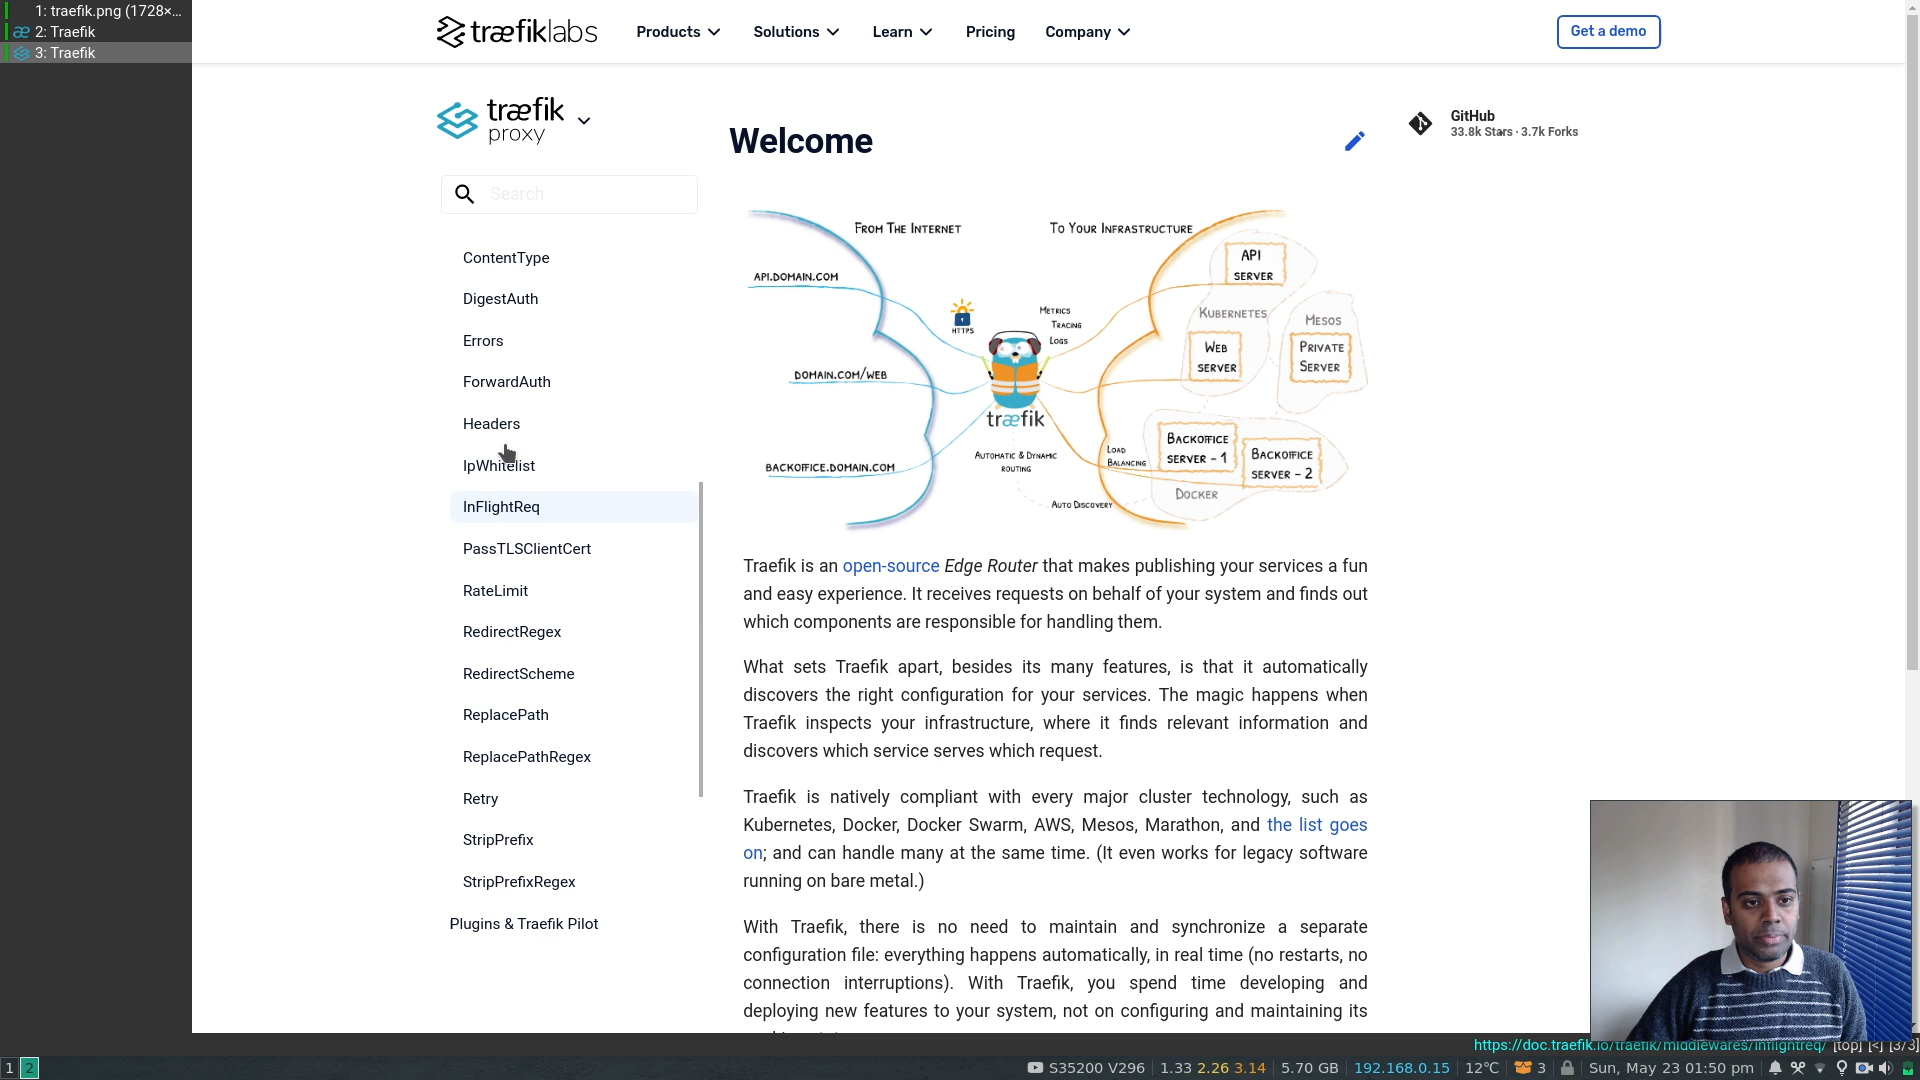 1: traefik.png (1728×...
2: Traefik
3: Traefik
træfiklabs
Products
Solutions
Learn
Pricing
Company
Get a demo
træfik
proxy
Search
ContentType
DigestAuth
Errors
ForwardAuth
Headers
IpWhitelist
InFlightReq
PassTLSClientCert
RateLimit
RedirectRegex
RedirectScheme
ReplacePath
ReplacePathRegex
Retry
StripPrefix
StripPrefixRegex
Plugins & Traefik Pilot
Welcome
FROM THE INTERNET
TO YOUR INFRASTRUCTURE
API.DOMAIN.COM
DOMAIN.COM/WEB
BACKOFFICE.DOMAIN.COM
HTTPS
METRICS
TRACING
LOGS
træfik
AUTOMATIC & DYNAMIC
ROUTING
AUTO DISCOVERY
LOAD
BALANCING
API
SERVER
KUBERNETES
WEB
SERVER
MESOS
PRIVATE
SERVER
BACKOFFICE
SERVER - 1
BACKOFFICE
SERVER - 2
DOCKER
Traefik is an open-source Edge Router that makes publishing your services a fun
and easy experience. It receives requests on behalf of your system and finds out
which components are responsible for handling them.
What sets Traefik apart, besides its many features, is that it automatically
discovers the right configuration for your services. The magic happens when
Traefik inspects your infrastructure, where it finds relevant information and
discovers which service serves which request.
Traefik is natively compliant with every major cluster technology, such as
Kubernetes, Docker, Docker Swarm, AWS, Mesos, Marathon, and the list goes
on; and can handle many at the same time. (It even works for legacy software
running on bare metal.)
With Traefik, there is no need to maintain and synchronize a separate
configuration file: everything happens automatically, in real time (no restarts, no
connection interruptions). With Traefik, you spend time developing and
deploying new features to your system, not on configuring and maintaining its
GitHub
33.8k Stars · 3.7k Forks
https://doc.traefik.io/traefik/middlewares/inflightreq/ [top] [<] [3/3]
1 2
S35200 V296 1.33 2.26 3.14 5.70 GB 192.168.0.15 12°C 3 Sun, May 23 01:50 pm